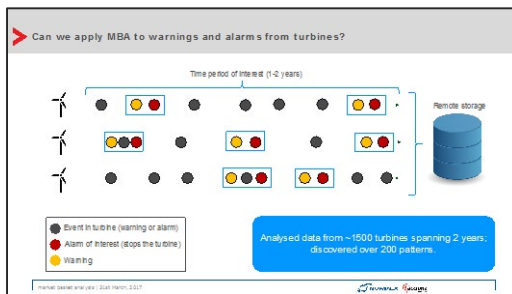 Can we apply MBA to warnings and alarms from turbines?
Time period of interest (1-2 years)
Remote storage
Event in turbine (warning or alarm)
Alarm of interest (stops the turbine)
Warning
Analysed data from ~1500 turbines spanning 2 years;
discovered over 200 patterns.
market basket analysis | 31st March, 2017